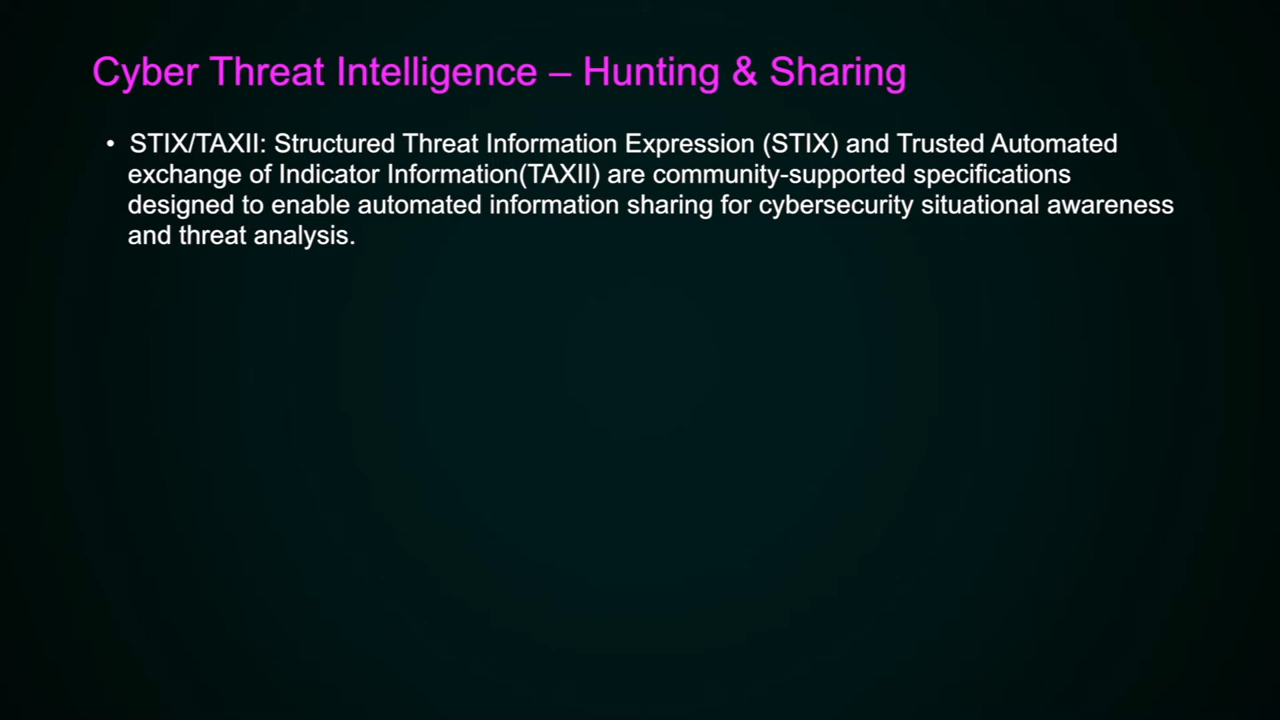 Cyber Threat Intelligence – Hunting & Sharing
• STIX/TAXII: Structured Threat Information Expression (STIX) and Trusted Automated
exchange of Indicator Information(TAXII) are community-supported specifications
designed to enable automated information sharing for cybersecurity situational awareness
and threat analysis.